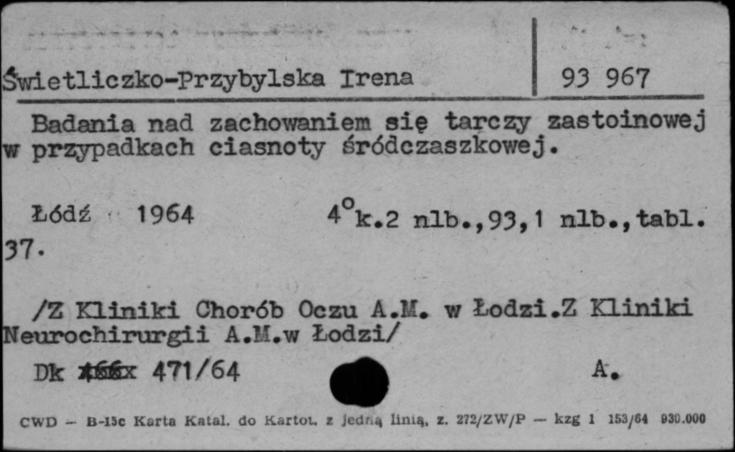 Świetliczko-Przybylska Irena 93 967
Badania nad zachowaniem się tarczy zastoinowej
w przypadkach ciasnoty śródczaszkowej.
Łódź 1964 4°k.2 nlb.,93,1 nlb.,tabl.
37.
/Z Kliniki Chorób Oczu A.M. w Łodzi.Z Kliniki
Neurochirurgii A.M.w Łodzi/
Dk 471/64 A.
CWD — B-15c Karta Katal. do Kartot. z jedną linią, z. 272/ZW/P — kzg 1 153/64 930.000